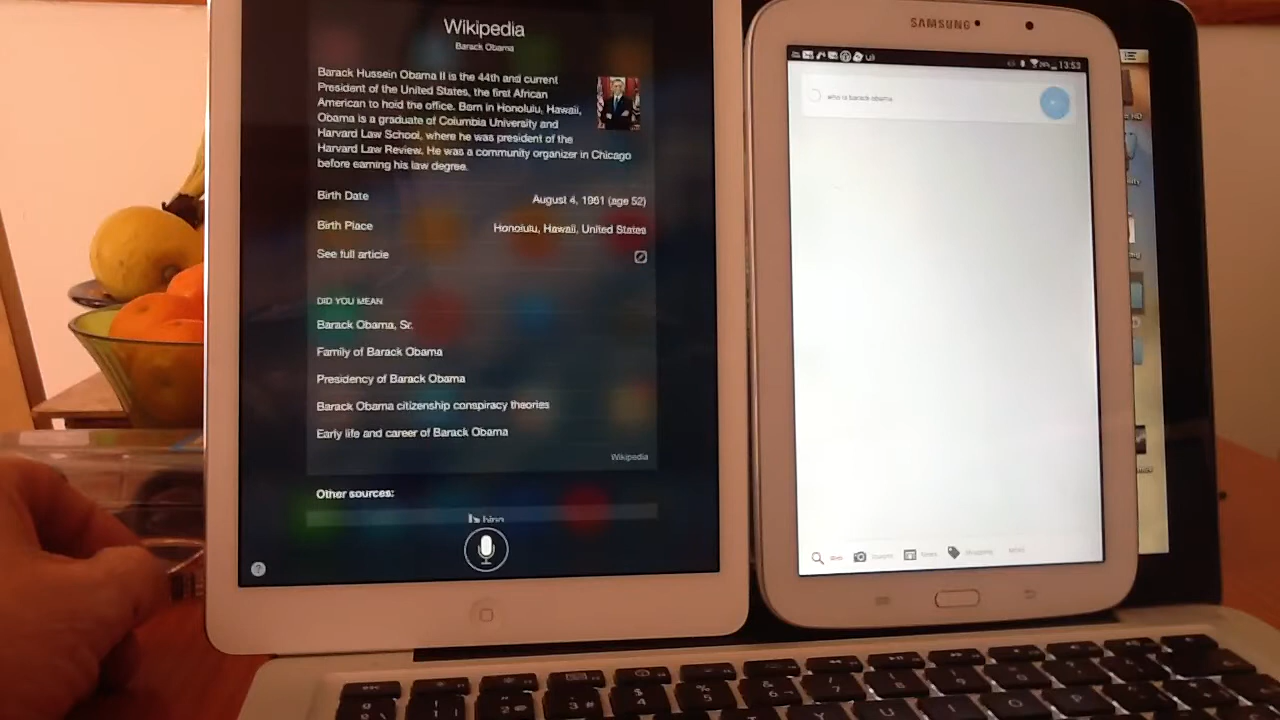 Wikipedia
Barack Obama
Barack Hussein Obama II is the 44th and current
President of the United States, the first African
American to hold the office. Born in Honolulu, Hawaii,
Obama is a graduate of Columbia University and
Harvard Law School, where he was president of the
Harvard Law Review. He was a community organizer in Chicago
before earning his law degree.
Birth Date August 4, 1961 (age 52)
Birth Place Honolulu, Hawaii, United States
See full article
DID YOU MEAN
Barack Obama, Sr.
Family of Barack Obama
Presidency of Barack Obama
Barack Obama citizenship conspiracy theories
Early life and career of Barack Obama
Wikipedia
Other sources:
?
SAMSUNG
13:53
who is barack obama